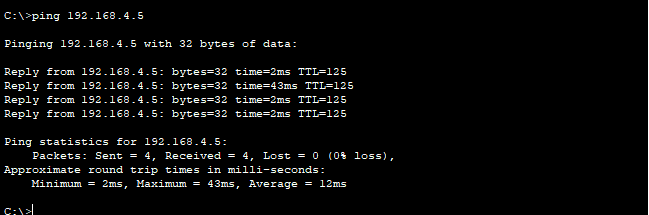 C:\>ping 192.168.4.5
Pinging 192.168.4.5 with 32 bytes of data:
Reply from 192.168.4.5: bytes=32 time=2ms TTL=125
Reply from 192.168.4.5: bytes=32 time=43ms TTL=125
Reply from 192.168.4.5: bytes=32 time=2ms TTL=125
Reply from 192.168.4.5: bytes=32 time=2ms TTL=125
Ping statistics for 192.168.4.5:
    Packets: Sent = 4, Received = 4, Lost = 0 (0% loss),
Approximate round trip times in milli-seconds:
    Minimum = 2ms, Maximum = 43ms, Average = 12ms
C:\>